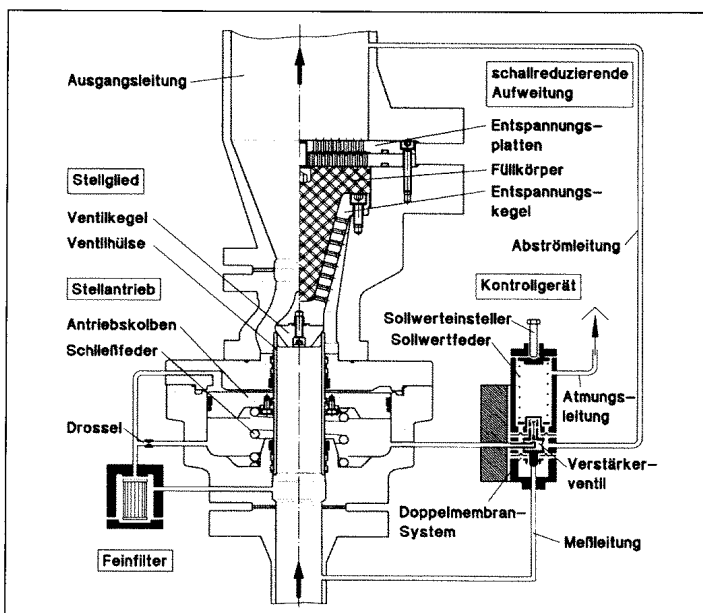 Ausgangsleitung
schallreduzierende
Aufweitung
Entspannungs-
platten
Füllkörper
Entspannungs-
kegel
Stellglied
Ventilkegel
Ventilhülse
Abströmleitung
Stellantrieb
Kontrollgerät
Antriebskolben
Schließfeder
Sollwerteinsteller
Sollwertfeder
Atmungs-
leitung
Drossel
Verstärker-
ventil
Doppelmembran-
System
Meßleitung
Feinfilter